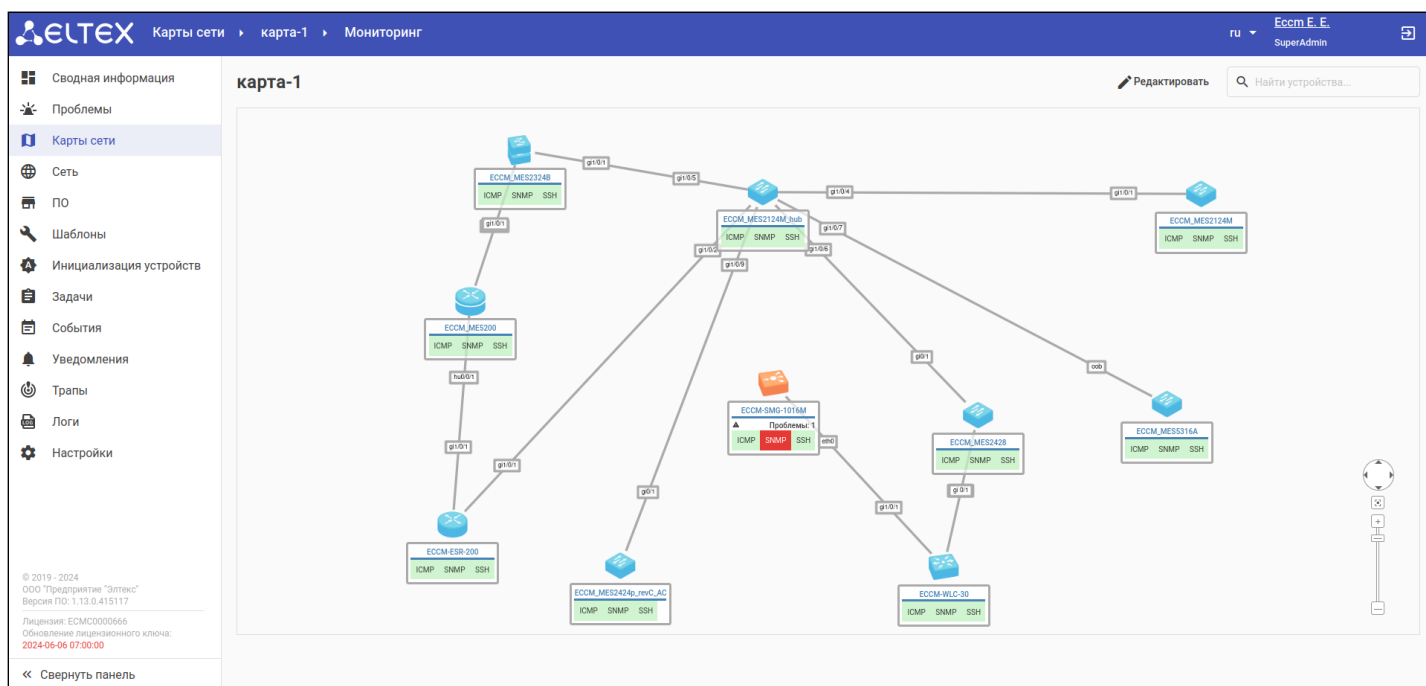 ELTEX Карты сети › карта-1 › Мониторинг
ru
Eccm E. E.
SuperAdmin
Сводная информация
Проблемы
Карты сети
Сеть
ПО
Шаблоны
Инициализация устройств
Задачи
События
Уведомления
Трапы
Логи
Настройки
© 2019 - 2024
ООО "Предприятие "Элтекс"
Версия ПО: 1.13.0.415117
Лицензия: ECMC0000666
Обновление лицензионного ключа:
2024-06-06 07:00:00
« Свернуть панель
карта-1
Редактировать
Найти устройства...
gi1/0/1
ECCM_MES2324B
ICMP SNMP SSH
gi1/0/5
gi1/0/4
gi1/0/1
ECCM_MES2124M_hub
ICMP SNMP SSH
ECCM_MES2124M
ICMP SNMP SSH
gi1/0/1
gi1/0/7
gi1/0/2
gi1/0/6
gi1/0/9
ECCM_ME5200
ICMP SNMP SSH
gi0/1
oob
hu0/0/1
ECCM-SMG-1016M
Проблемы: 1
ICMP SNMP SSH
eth0
ECCM_MES2428
ICMP SNMP SSH
ECCM_MES5316A
ICMP SNMP SSH
gi1/0/1
gi1/0/1
gi0/1
gi 0/1
gi1/0/1
ECCM-ESR-200
ICMP SNMP SSH
ECCM_MES2424p_revC_AC
ICMP SNMP SSH
ECCM-WLC-30
ICMP SNMP SSH